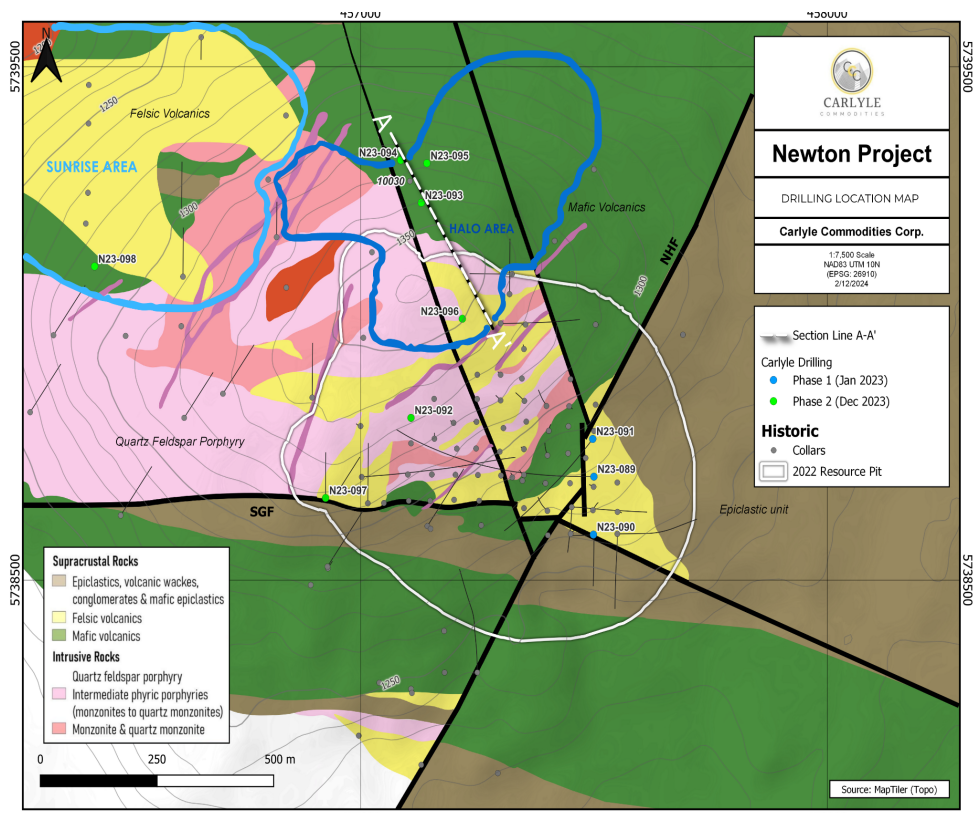 457000
458000
5739500
5739500
N
1250
Felsic Volcanics
SUNRISE AREA
1300
N23-098
A
N23-094
N23-095
10030
N23-093
HALO AREA
1350
Mafic Volcanics
NHF
1300
N23-096
A'
N23-092
Quartz Feldspar Porphyry
N23-091
N23-089
N23-097
SGF
N23-090
Epiclastic unit
5738500
5738500
1250
CARLYLE
COMMODITIES
Newton Project
DRILLING LOCATION MAP
Carlyle Commodities Corp.
1:7,500 Scale
NAD83 UTM 10N
(EPSG: 26910)
2/12/2024
Section Line A-A'
Carlyle Drilling
Phase 1 (Jan 2023)
Phase 2 (Dec 2023)
Historic
Collars
2022 Resource Pit
Supracrustal Rocks
Epiclastics, volcanic wackes,
conglomerates & mafic epiclastics
Felsic volcanics
Mafic volcanics
Intrusive Rocks
Quartz feldspar porphyry
Intermediate phyric porphyries
(monzonites to quartz monzonites)
Monzonite & quartz monzonite
0 250 500 m
Source: MapTiler (Topo)